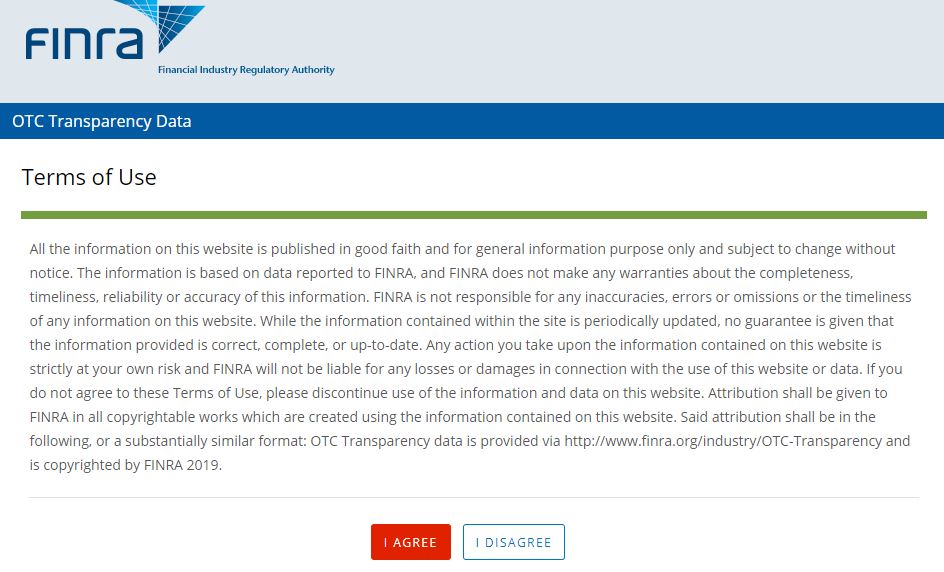 FINRA
Financial Industry Regulatory Authority
OTC Transparency Data
Terms of Use
All the information on this website is published in good faith and for general information purpose only and subject to change without
notice. The information is based on data reported to FINRA, and FINRA does not make any warranties about the completeness,
timeliness, reliability or accuracy of this information. FINRA is not responsible for any inaccuracies, errors or omissions or the timeliness
of any information on this website. While the information contained within the site is periodically updated, no guarantee is given that
the information provided is correct, complete, or up-to-date. Any action you take upon the information contained on this website is
strictly at your own risk and FINRA will not be liable for any losses or damages in connection with the use of this website or data. If you
do not agree to these Terms of Use, please discontinue use of the information and data on this website. Attribution shall be given to
FINRA in all copyrightable works which are created using the information contained on this website. Said attribution shall be in the
following, or a substantially similar format: OTC Transparency data is provided via http://www.finra.org/industry/OTC-Transparency and
is copyrighted by FINRA 2019.
I AGREE
I DISAGREE